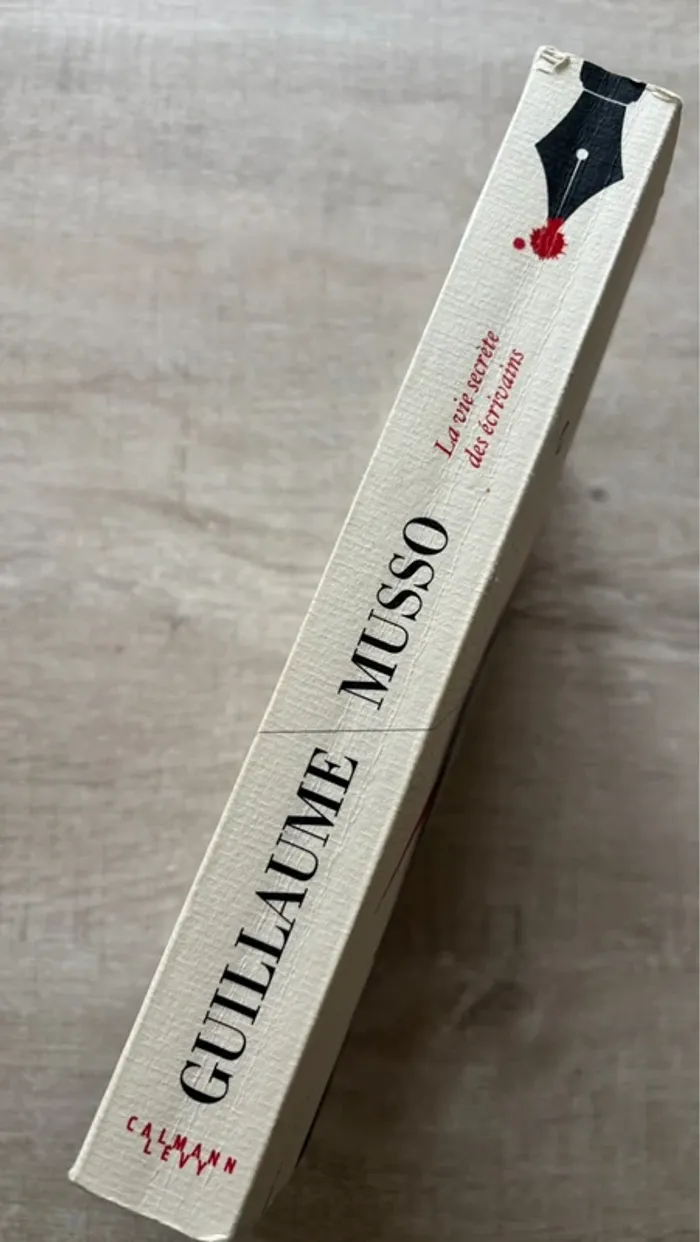 La vie secrète
des écrivains
GUILLAUME MUSSO
CALMANN
LÉVY